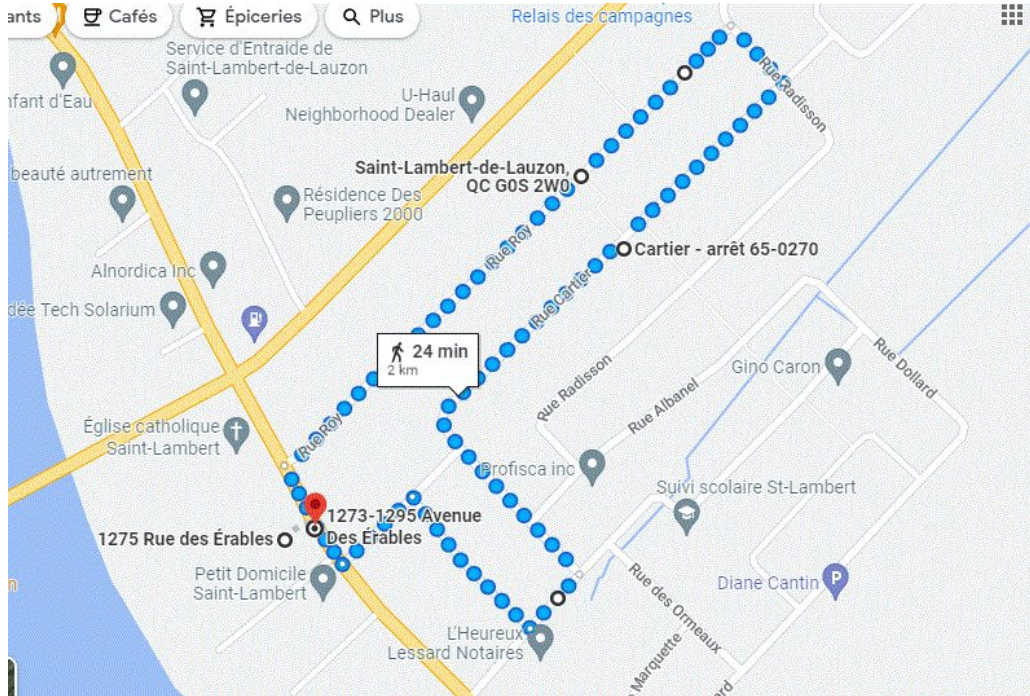 ants
Cafés
Épiceries
Plus
Relais des campagnes
Service d'Entraide de
Saint-Lambert-de-Lauzon
nfant d'Eau
U-Haul
Neighborhood Dealer
Rue Radisson
beauté autrement
Saint-Lambert-de-Lauzon,
QC G0S 2W0
Résidence Des
Peupliers 2000
Rue Roy
Cartier - arrêt 65-0270
Alnordica Inc
dée Tech Solarium
Rue Cartier
24 min
2 km
Rue Radisson
Gino Caron
Rue Dollard
Rue Albanel
Église catholique
Saint-Lambert
Rue Roy
Profisca inc
Suivi scolaire St-Lambert
1273-1295 Avenue
Des Érables
1275 Rue des Érables
Petit Domicile
Saint-Lambert
Rue des Ormeaux
Diane Cantin
P
L'Heureux
Lessard Notaires
Marquette
ard
n